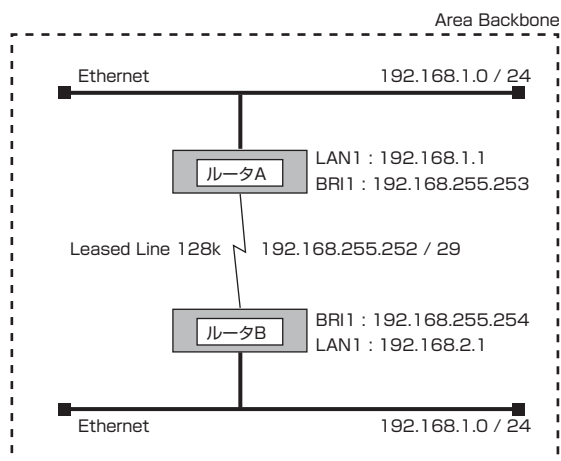 Area Backbone
Ethernet 192.168.1.0 / 24
ルータA
LAN1 : 192.168.1.1
BRI1 : 192.168.255.253
Leased Line 128k 192.168.255.252 / 29
ルータB
BRI1 : 192.168.255.254
LAN1 : 192.168.2.1
Ethernet 192.168.1.0 / 24